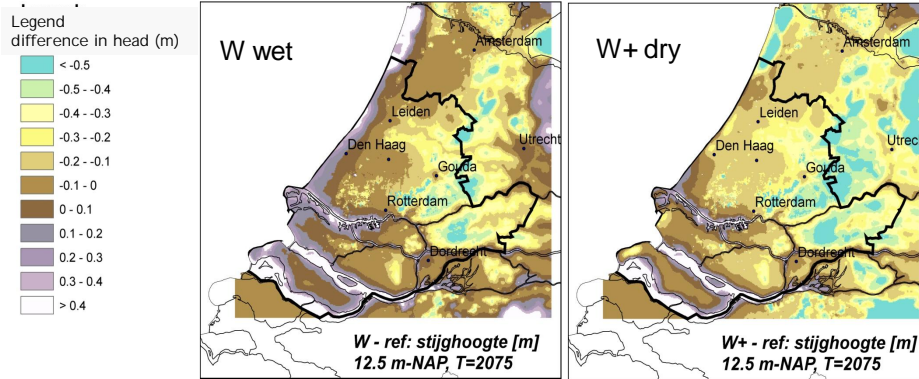 Legend
difference in head (m)
< -0.5
-0.5 - -0.4
-0.4 - -0.3
-0.3 - -0.2
-0.2 - -0.1
-0.1 - 0
0 - 0.1
0.1 - 0.2
0.2 - 0.3
0.3 - 0.4
> 0.4
W wet
Amsterdam
Leiden
Den Haag
Utrecht
Gouda
Rotterdam
Dordrecht
W - ref: stijghoogte [m]
12.5 m-NAP, T=2075
W+ dry
Amsterdam
Leiden
Den Haag
Utrec
Gouda
Rotterdam
Dordrecht
W+ - ref: stijghoogte [m]
12.5 m-NAP, T=2075